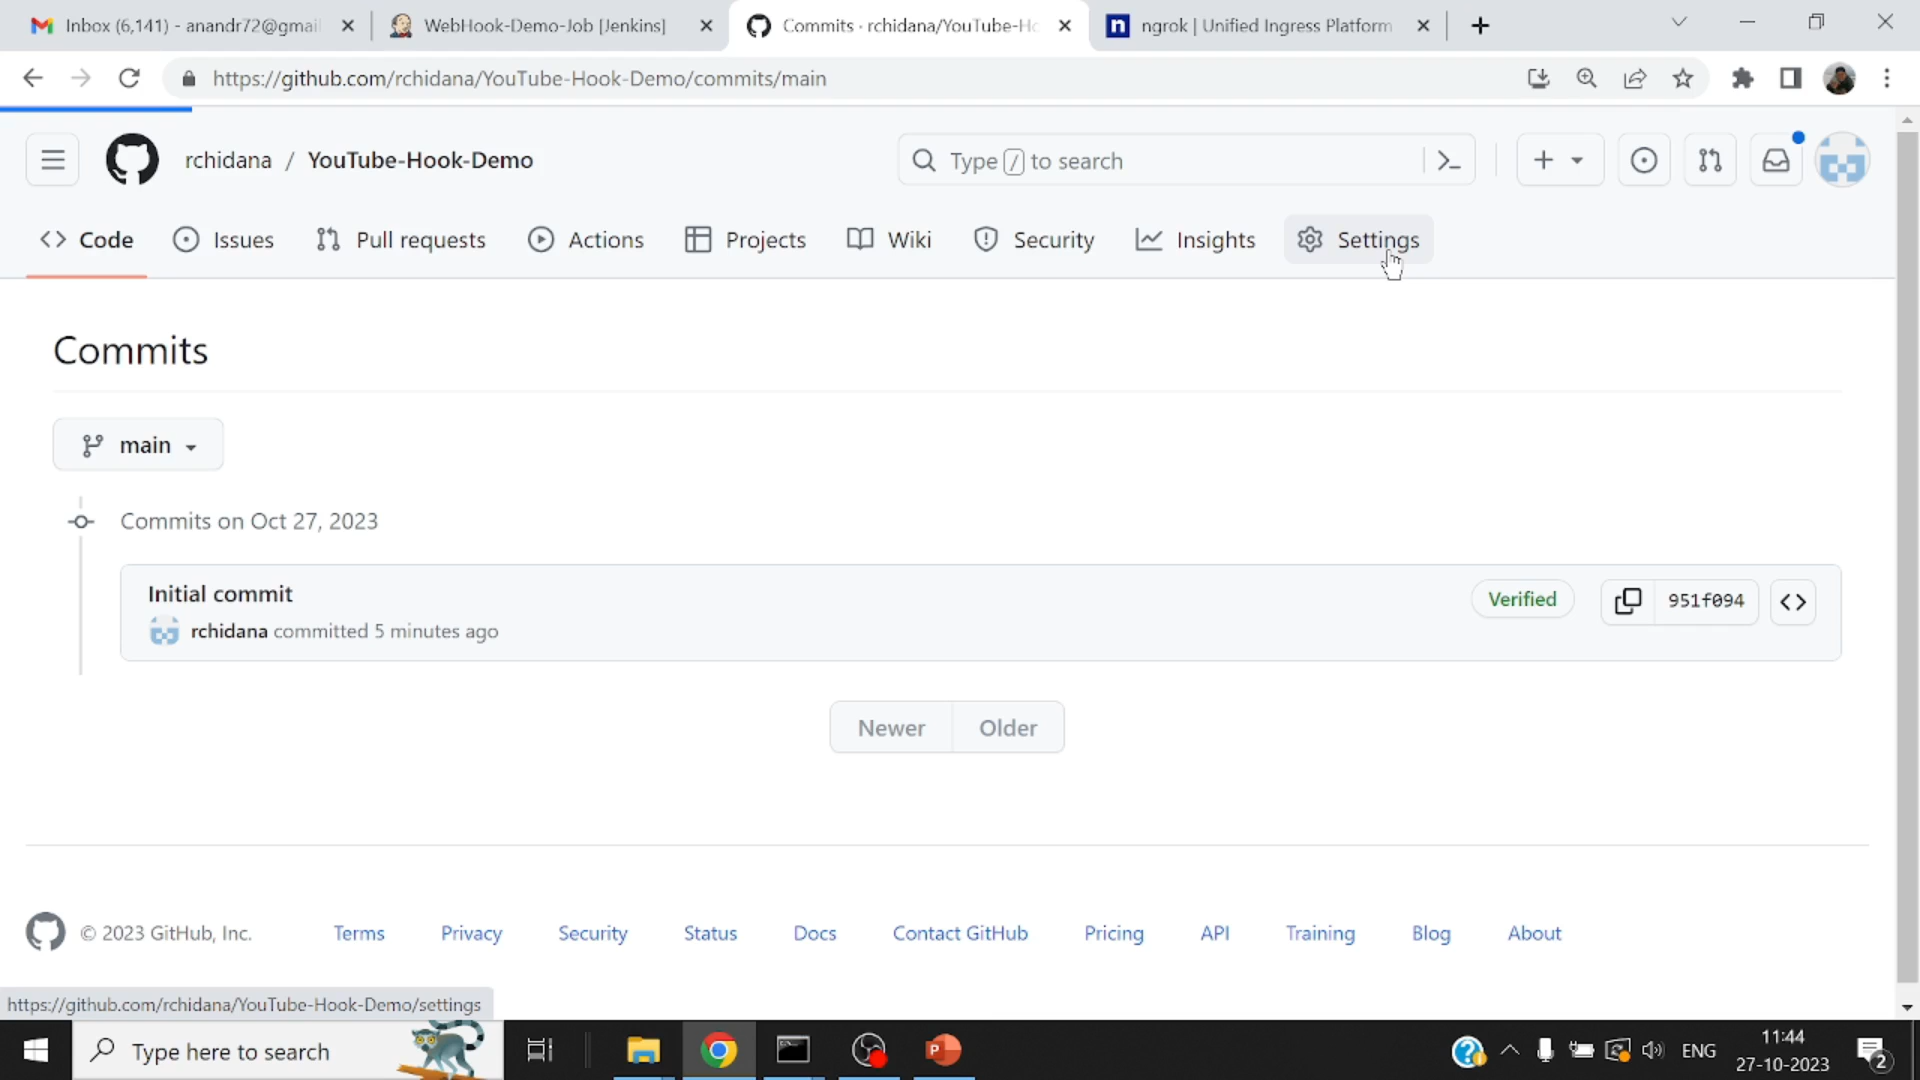 Inbox (6,141) - anandr72@gmail
WebHook-Demo-Job [Jenkins]
Commits · rchidana/YouTube-Ho
ngrok | Unified Ingress Platform
https://github.com/rchidana/YouTube-Hook-Demo/commits/main
rchidana / YouTube-Hook-Demo
Type / to search
Code
Issues
Pull requests
Actions
Projects
Wiki
Security
Insights
Settings
Commits
main
Commits on Oct 27, 2023
Initial commit
Verified
951f094
rchidana committed 5 minutes ago
Newer
Older
© 2023 GitHub, Inc.
Terms
Privacy
Security
Status
Docs
Contact GitHub
Pricing
API
Training
Blog
About
https://github.com/rchidana/YouTube-Hook-Demo/settings
Type here to search
ENG
11:44
27-10-2023
2